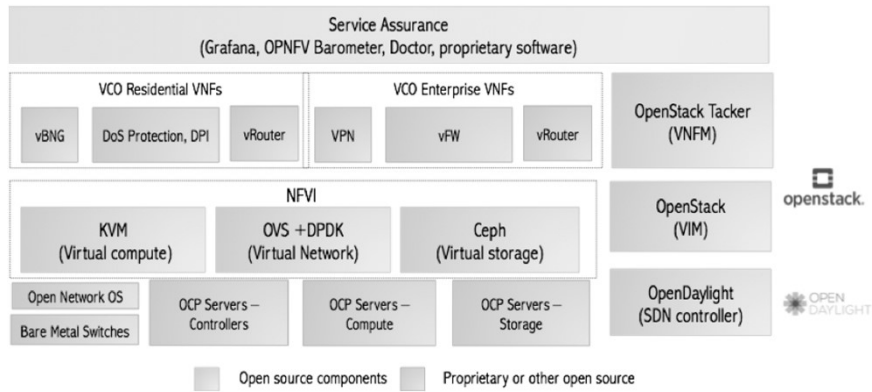 Service Assurance
(Grafana, OPNFV Barometer, Doctor, proprietary software)
VCO Residential VNFs
VCO Enterprise VNFs
vBNG
DoS Protection, DPI
vRouter
VPN
vFW
vRouter
OpenStack Tacker
(VNFM)
NFVI
KVM
(Virtual compute)
OVS +DPDK
(Virtual Network)
Ceph
(Virtual storage)
OpenStack
(VIM)
openstack.
Open Network OS
Bare Metal Switches
OCP Servers –
Controllers
OCP Servers –
Compute
OCP Servers –
Storage
OpenDaylight
(SDN controller)
OPEN
DAYLIGHT
Open source components
Proprietary or other open source